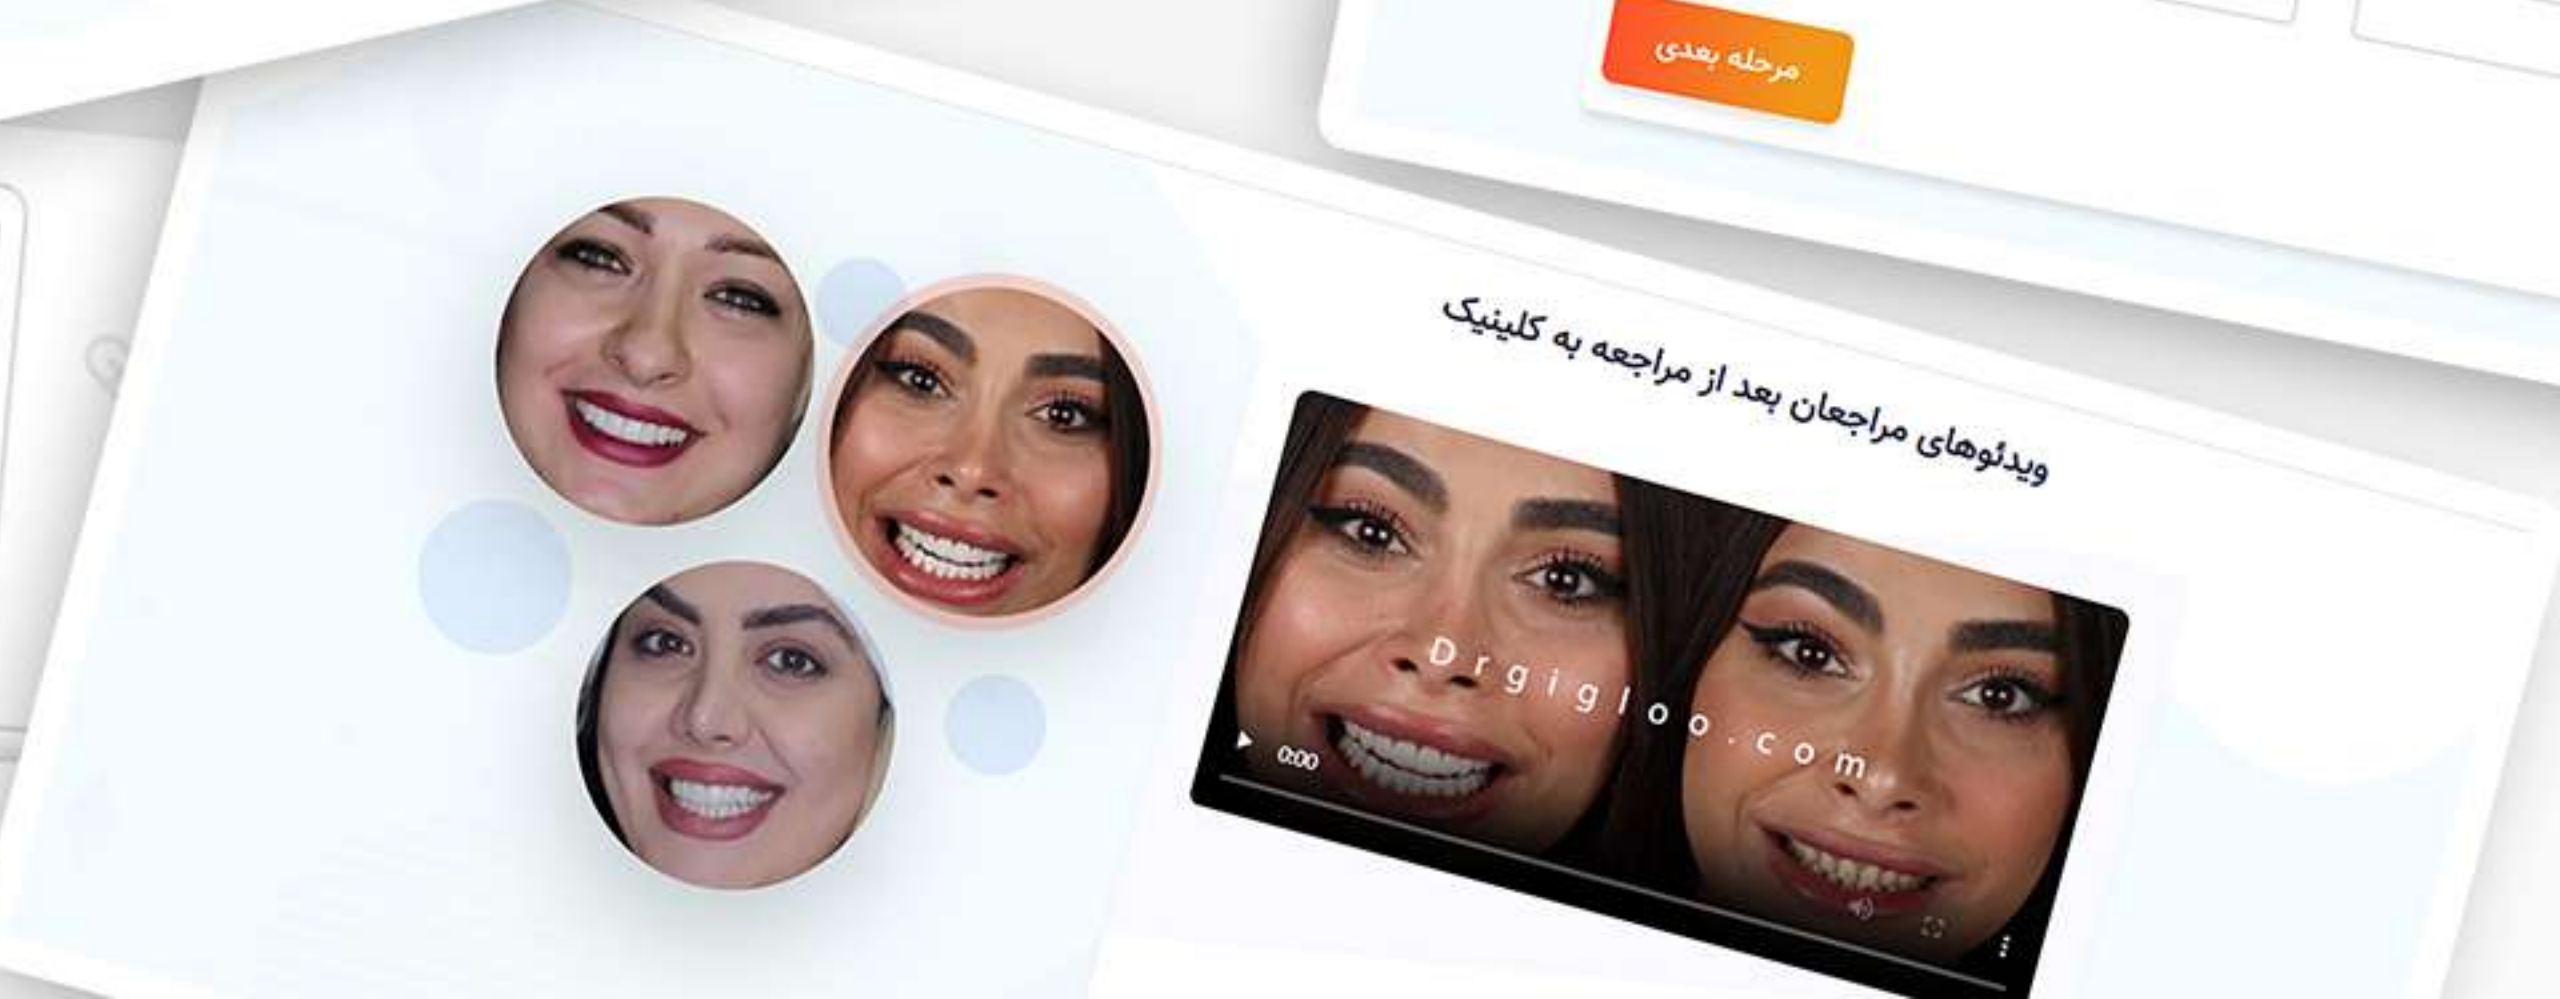 مرحله بعدی
ویدئوهای مراجعان بعد از مراجعه به کلینیک
Drgigloo.com
0:00